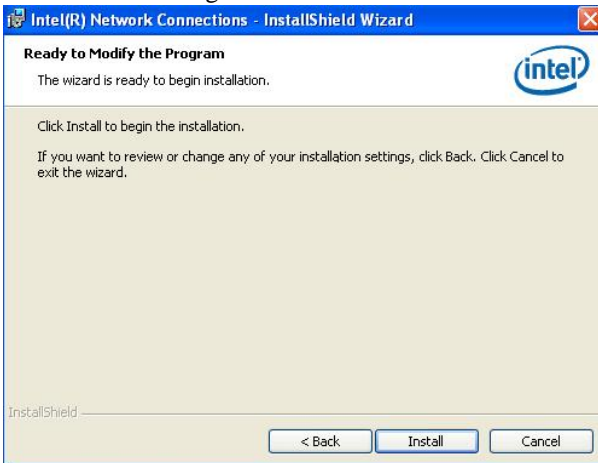 Intel(R) Network Connections - InstallShield Wizard
Ready to Modify the Program
The wizard is ready to begin installation.
intel
Click Install to begin the installation.
If you want to review or change any of your installation settings, click Back. Click Cancel to
exit the wizard.
InstallShield
< Back Install Cancel